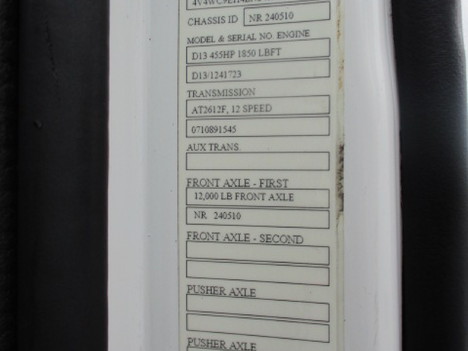 CHASSIS ID NR 240510
MODEL & SERIAL NO. ENGINE
D13 455HP 1850 LBFT
D13/1241723
TRANSMISSION
AT2612F, 12 SPEED
0710891545
AUX TRANS.
FRONT AXLE - FIRST
12,000 LB FRONT AXLE
NR 240510
FRONT AXLE - SECOND
PUSHER AXLE
PUSHER AXLE